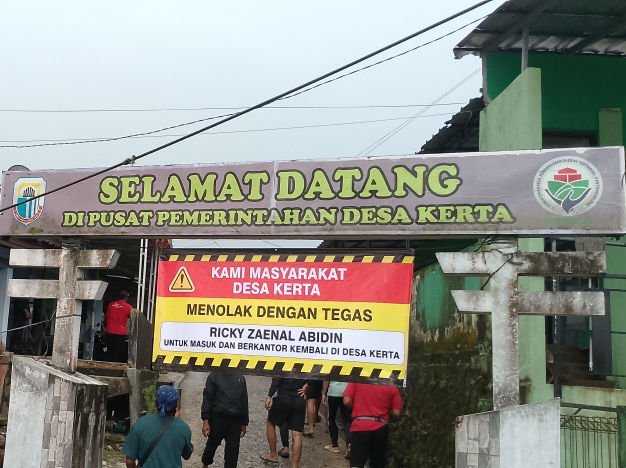 SELAMAT DATANG
DI PUSAT PEMERINTAHAN DESA KERTA
KAMI MASYARAKAT
DESA KERTA
MENOLAK DENGAN TEGAS
RICKY ZAENAL ABIDIN
UNTUK MASUK DAN BERKANTOR KEMBALI DI DESA KERTA